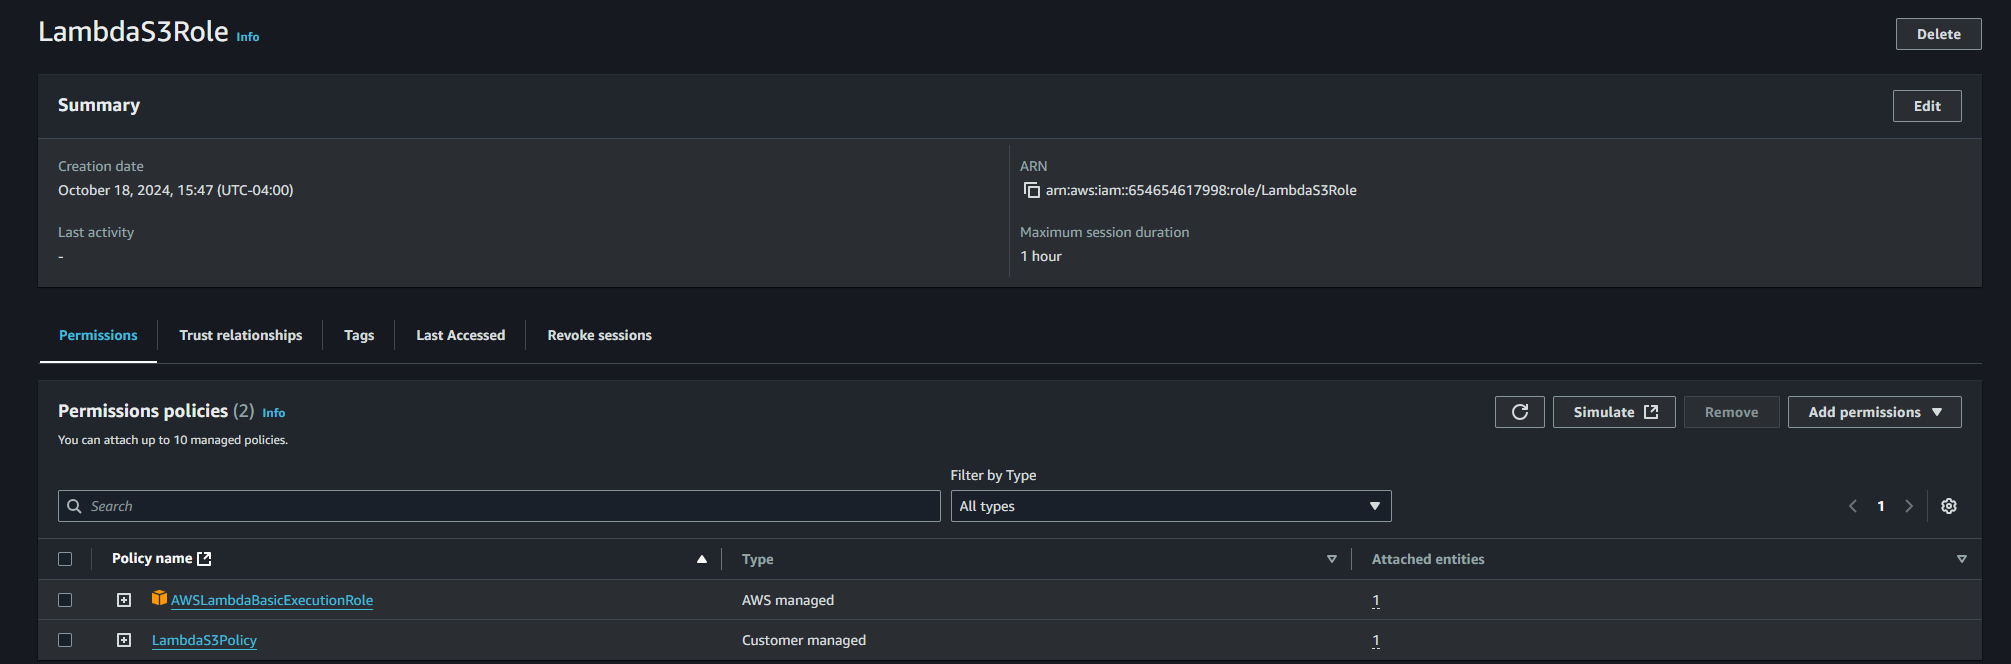 LambdaS3Role Info
Delete
Summary
Edit
Creation date
October 18, 2024, 15:47 (UTC-04:00)
ARN
arn:aws:iam::654654617998:role/LambdaS3Role
Last activity
-
Maximum session duration
1 hour
Permissions
Trust relationships
Tags
Last Accessed
Revoke sessions
Permissions policies (2) Info
You can attach up to 10 managed policies.
Simulate
Remove
Add permissions
Filter by Type
Search
All types
1
Policy name
Type
Attached entities
AWSLambdaBasicExecutionRole
AWS managed
1
LambdaS3Policy
Customer managed
1